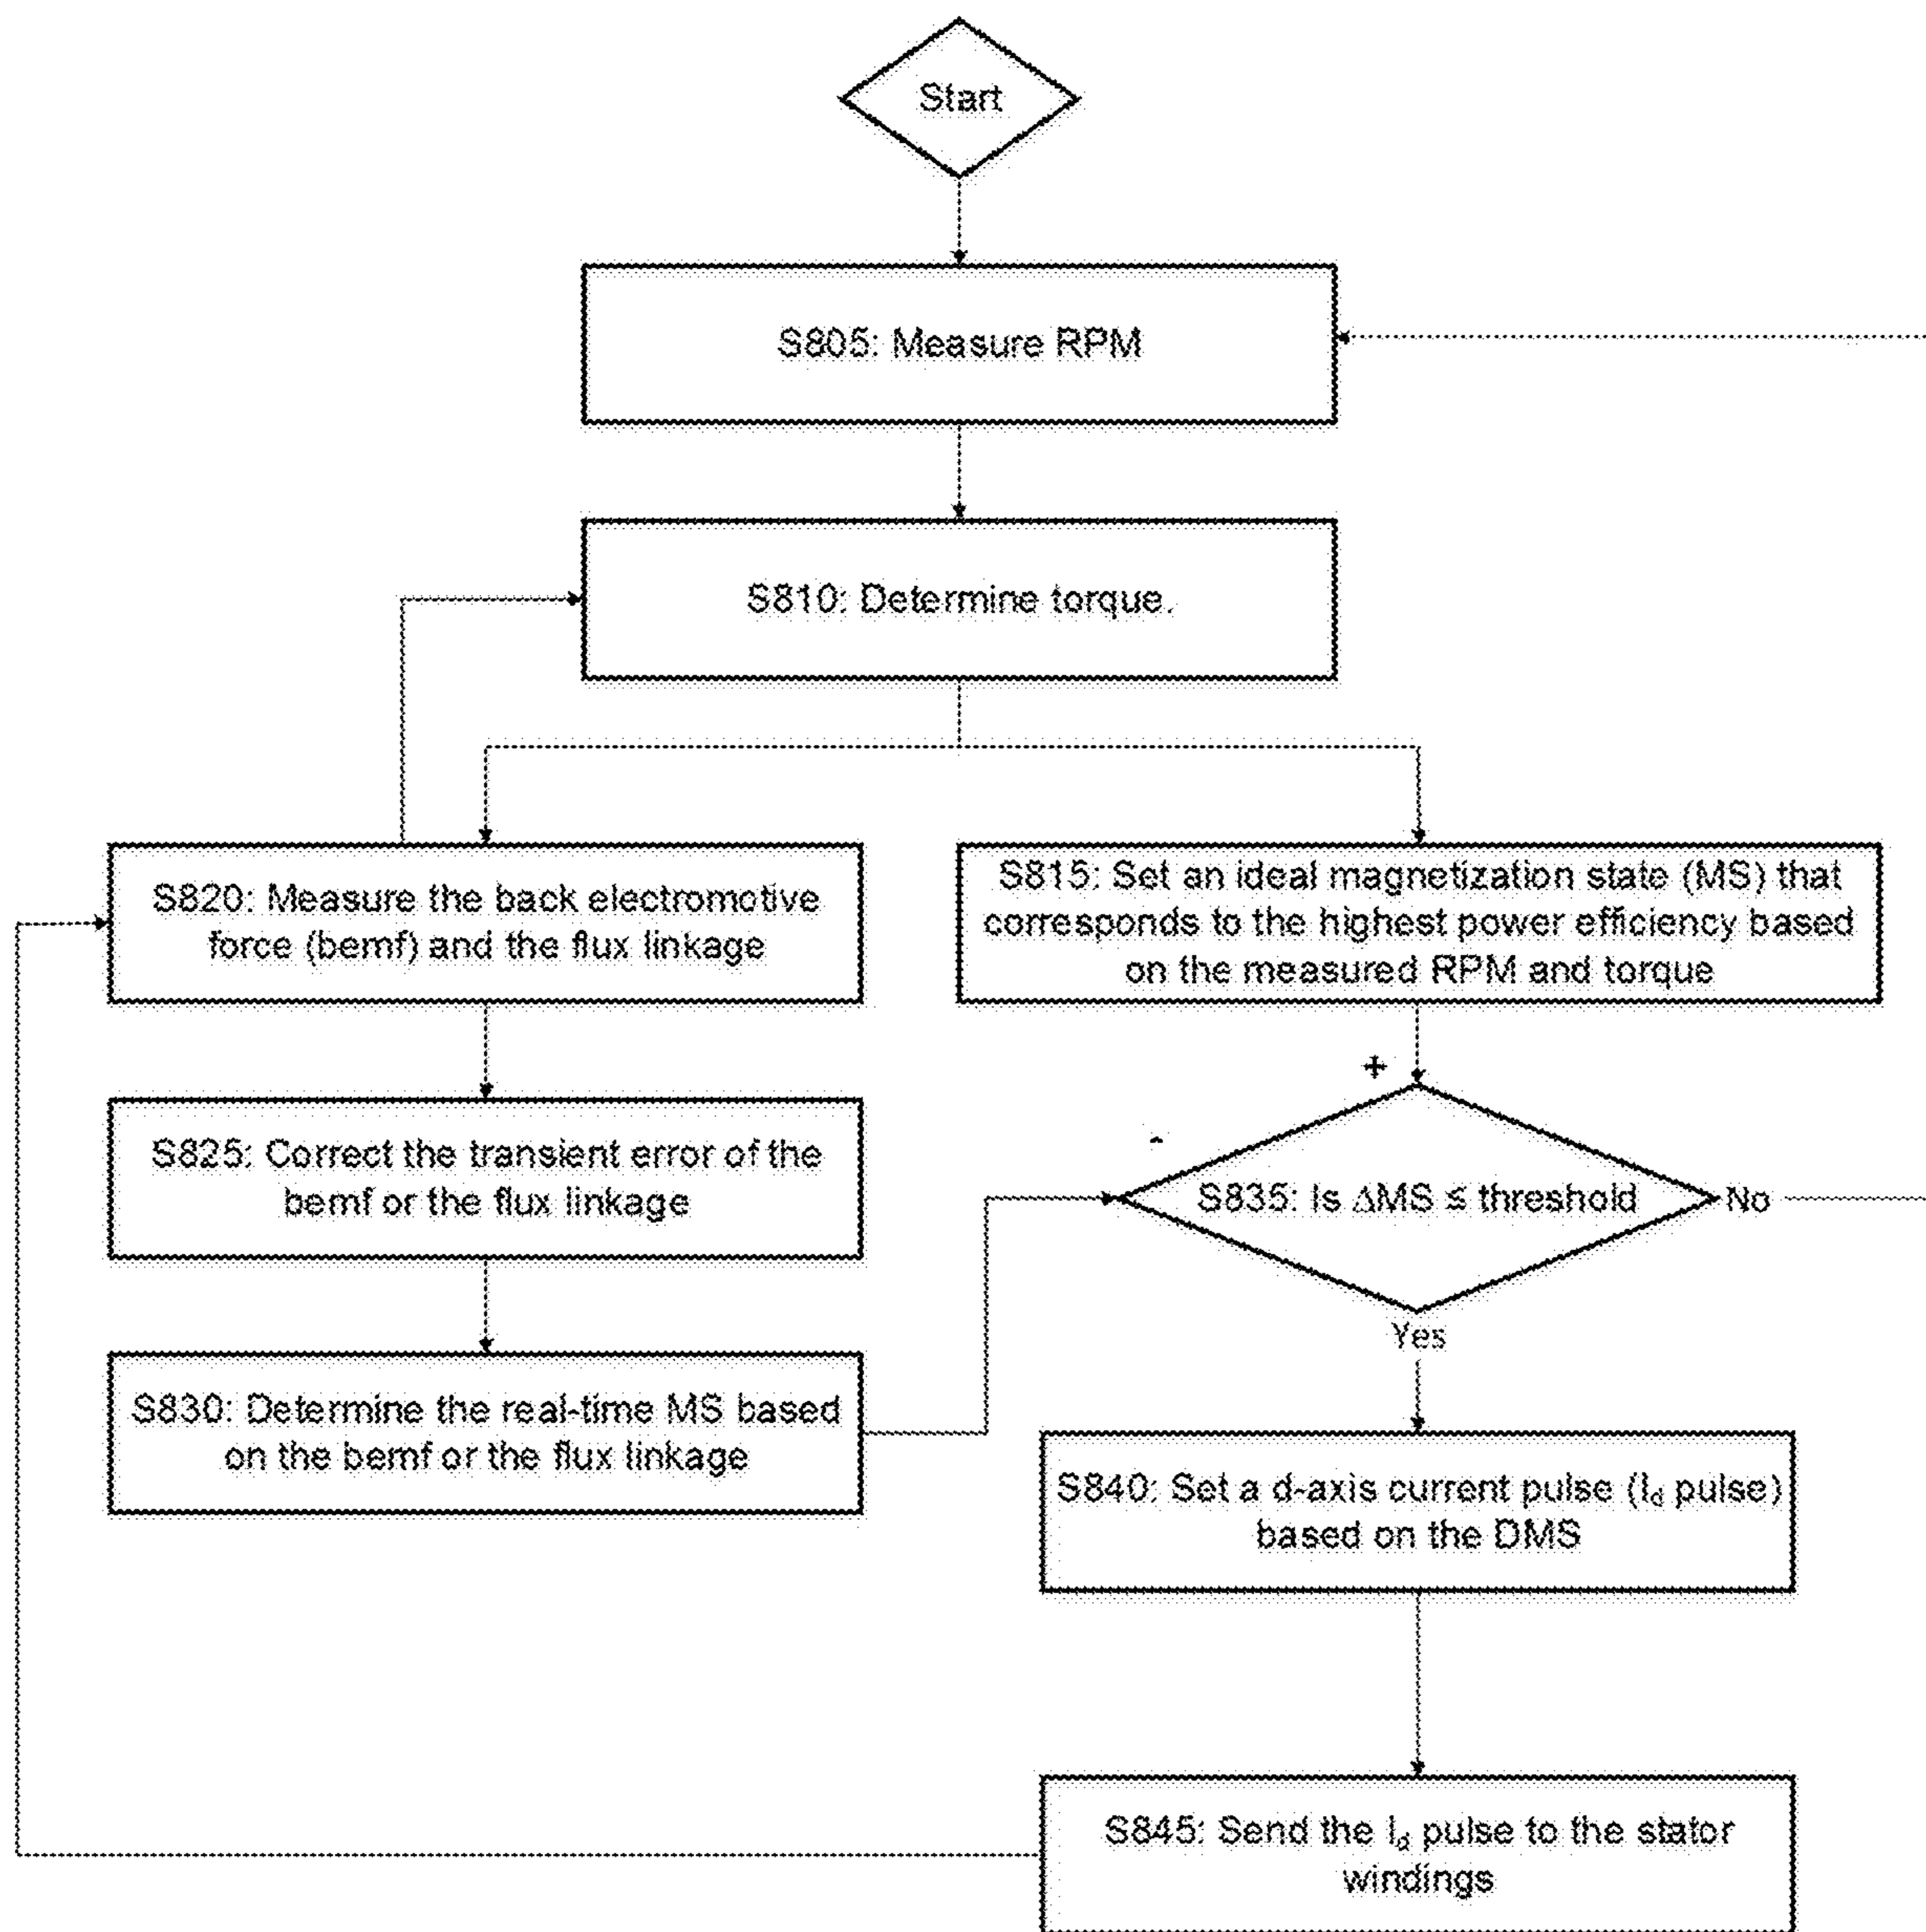 Start
S805: Measure RPM
S810: Determine torque.
S820: Measure the back electromotive
force (bemf) and the flux linkage
S815: Set an ideal magnetization state (MS) that
corresponds to the highest power efficiency based
on the measured RPM and torque
+
-
S825: Correct the transient error of the
bemf or the flux linkage
S835: Is ΔMS ≤ threshold
No
Yes
S830: Determine the real-time MS based
on the bemf or the flux linkage
S840: Set a d-axis current pulse (I_d pulse)
based on the DMS
S845: Send the I_d pulse to the stator
windings